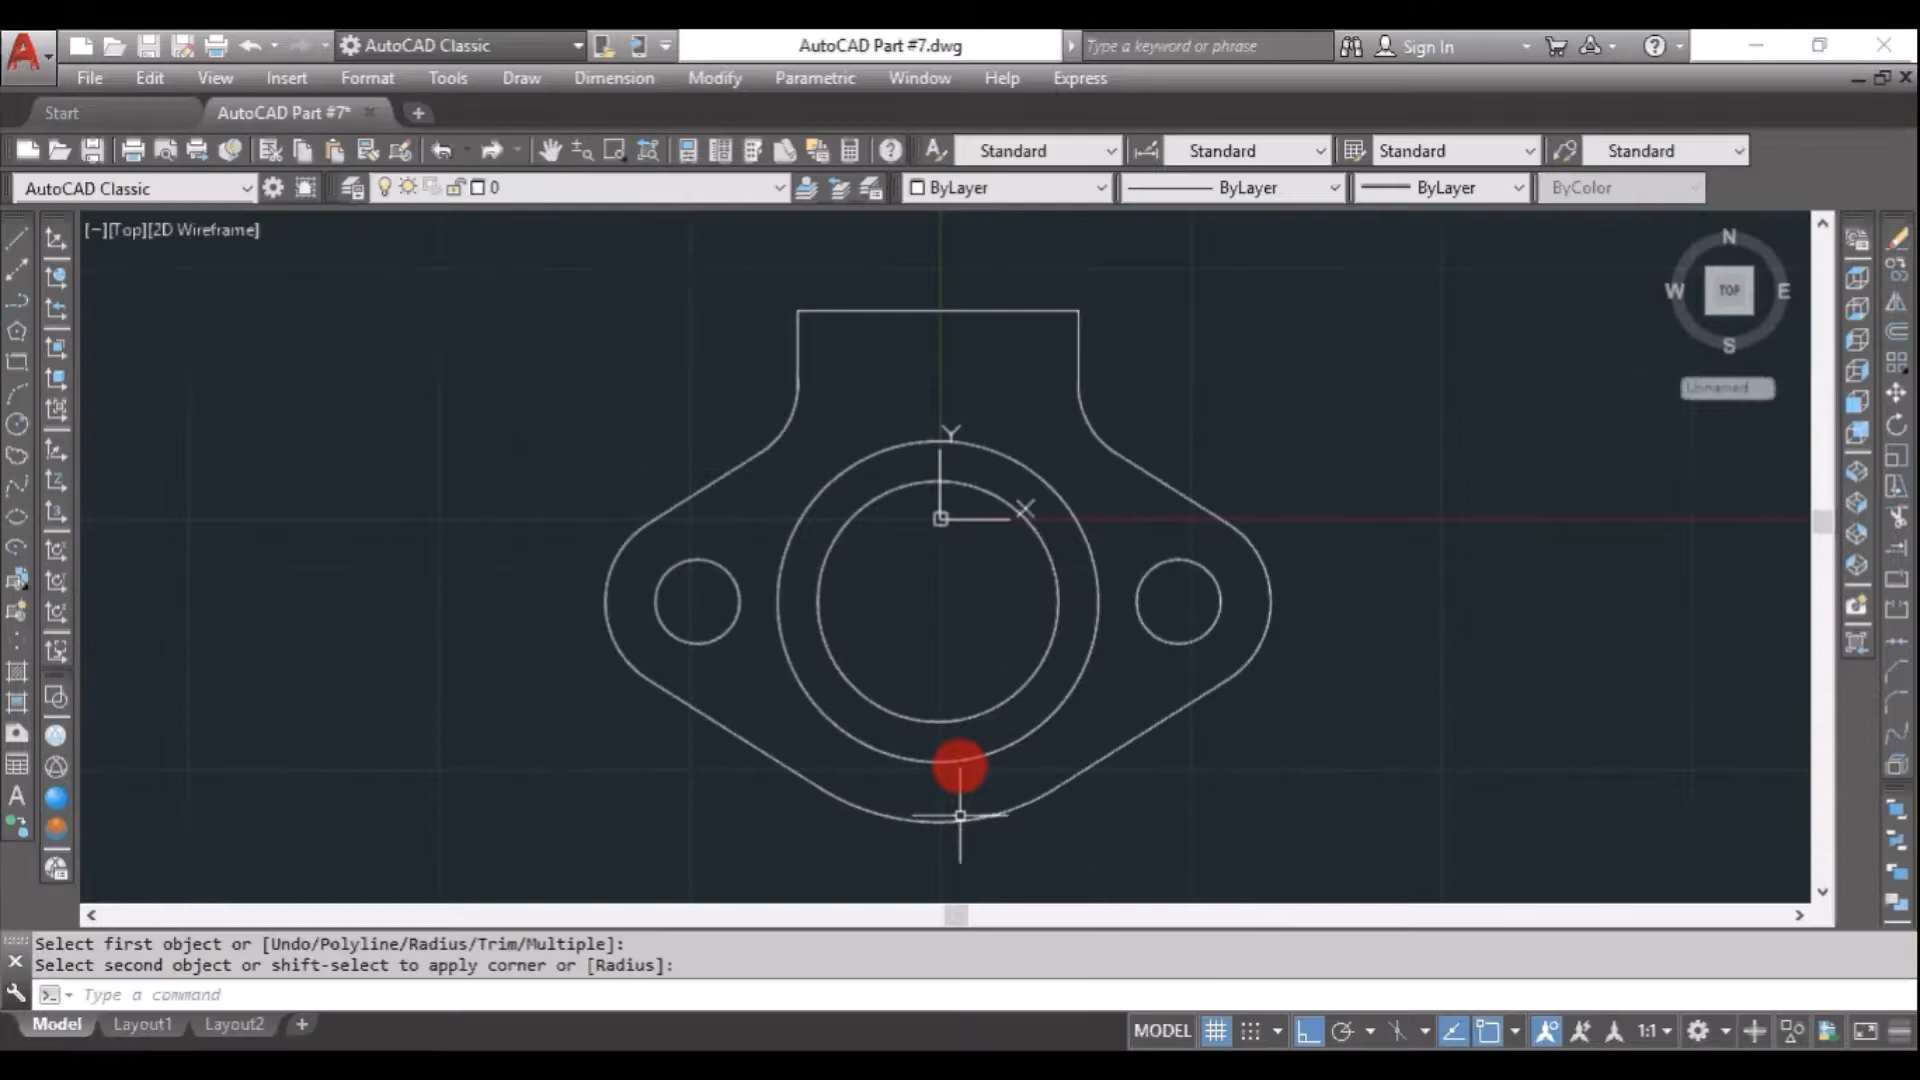 AutoCAD Classic
AutoCAD Part #7.dwg
Type a keyword or phrase
Sign In
File Edit View Insert Format Tools Draw Dimension Modify Parametric Window Help Express
Start
AutoCAD Part #7*
Standard Standard Standard Standard
AutoCAD Classic
0
ByLayer ByLayer ByLayer ByColor
[−][Top][2D Wireframe]
N
W TOP E
S
Unnamed
Y
X
Select first object or [Undo/Polyline/Radius/Trim/Multiple]:
Select second object or shift-select to apply corner or [Radius]:
Type a command
Model Layout1 Layout2
MODEL
1:1